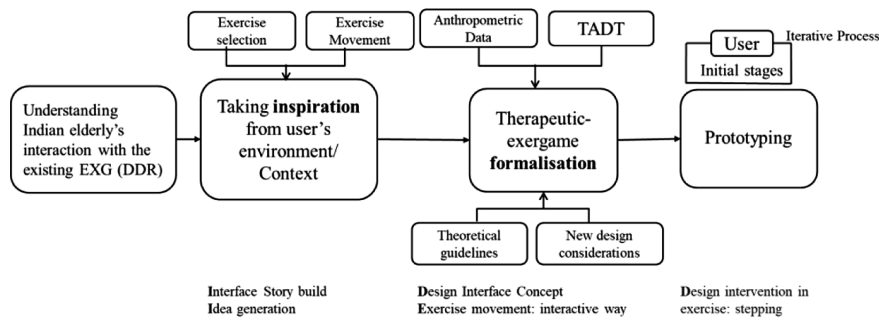 Exercise
selection
Exercise
Movement
Anthropometric
Data
TADT
User
Iterative Process
Initial stages
Understanding
Indian elderly's
interaction with the
existing EXG (DDR)
Taking inspiration
from user's
environment/
Context
Therapeutic-
exergame
formalisation
Prototyping
Theoretical
guidelines
New design
considerations
Interface Story build
Idea generation
Design Interface Concept
Exercise movement: interactive way
Design intervention in
exercise: stepping